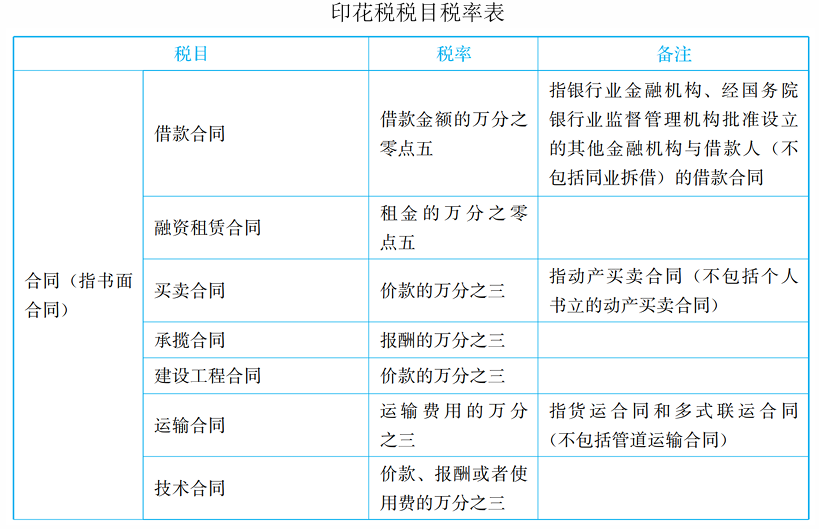 印花税税目税率表
税目
税率
备注
合同（指书面
合同）
借款合同
借款金额的万分之
零点五
指银行业金融机构、经国务院
银行业监督管理机构批准设立
的其他金融机构与借款人（不
包括同业拆借）的借款合同
融资租赁合同
租金的万分之零
点五
买卖合同
价款的万分之三
指动产买卖合同（不包括个人
书立的动产买卖合同）
承揽合同
报酬的万分之三
建设工程合同
价款的万分之三
运输合同
运输费用的万分
之三
指货运合同和多式联运合同
（不包括管道运输合同）
技术合同
价款、报酬或者使
用费的万分之三